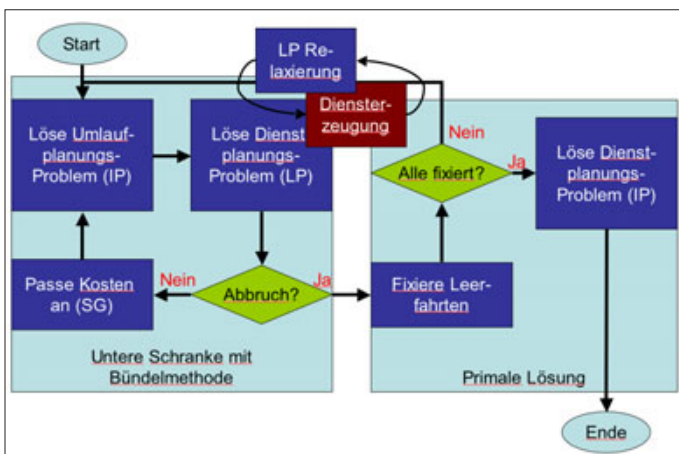 Start
LP Re-
laxierung
Diensterzeugung
Löse Umlauf-
planungs-
Problem (IP)
Löse Dienst
planungs-
Problem (LP)
Nein
Alle fixiert?
Ja
Löse Dienst-
planungs-
Problem (IP)
Passe Kosten
an (SG)
Nein
Abbruch?
Ja
Fixiere Leer-
fahrten
Untere Schranke mit
Bündelmethode
Primale Lösung
Ende